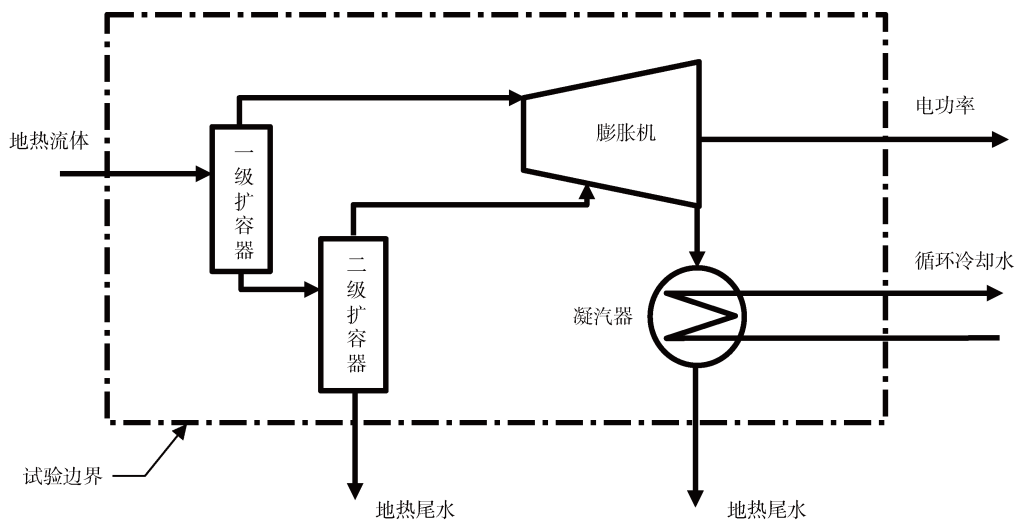 电功率
膨胀机
地热流体
一级扩容器
循环冷却水
二级扩容器
凝汽器
试验边界
地热尾水
地热尾水